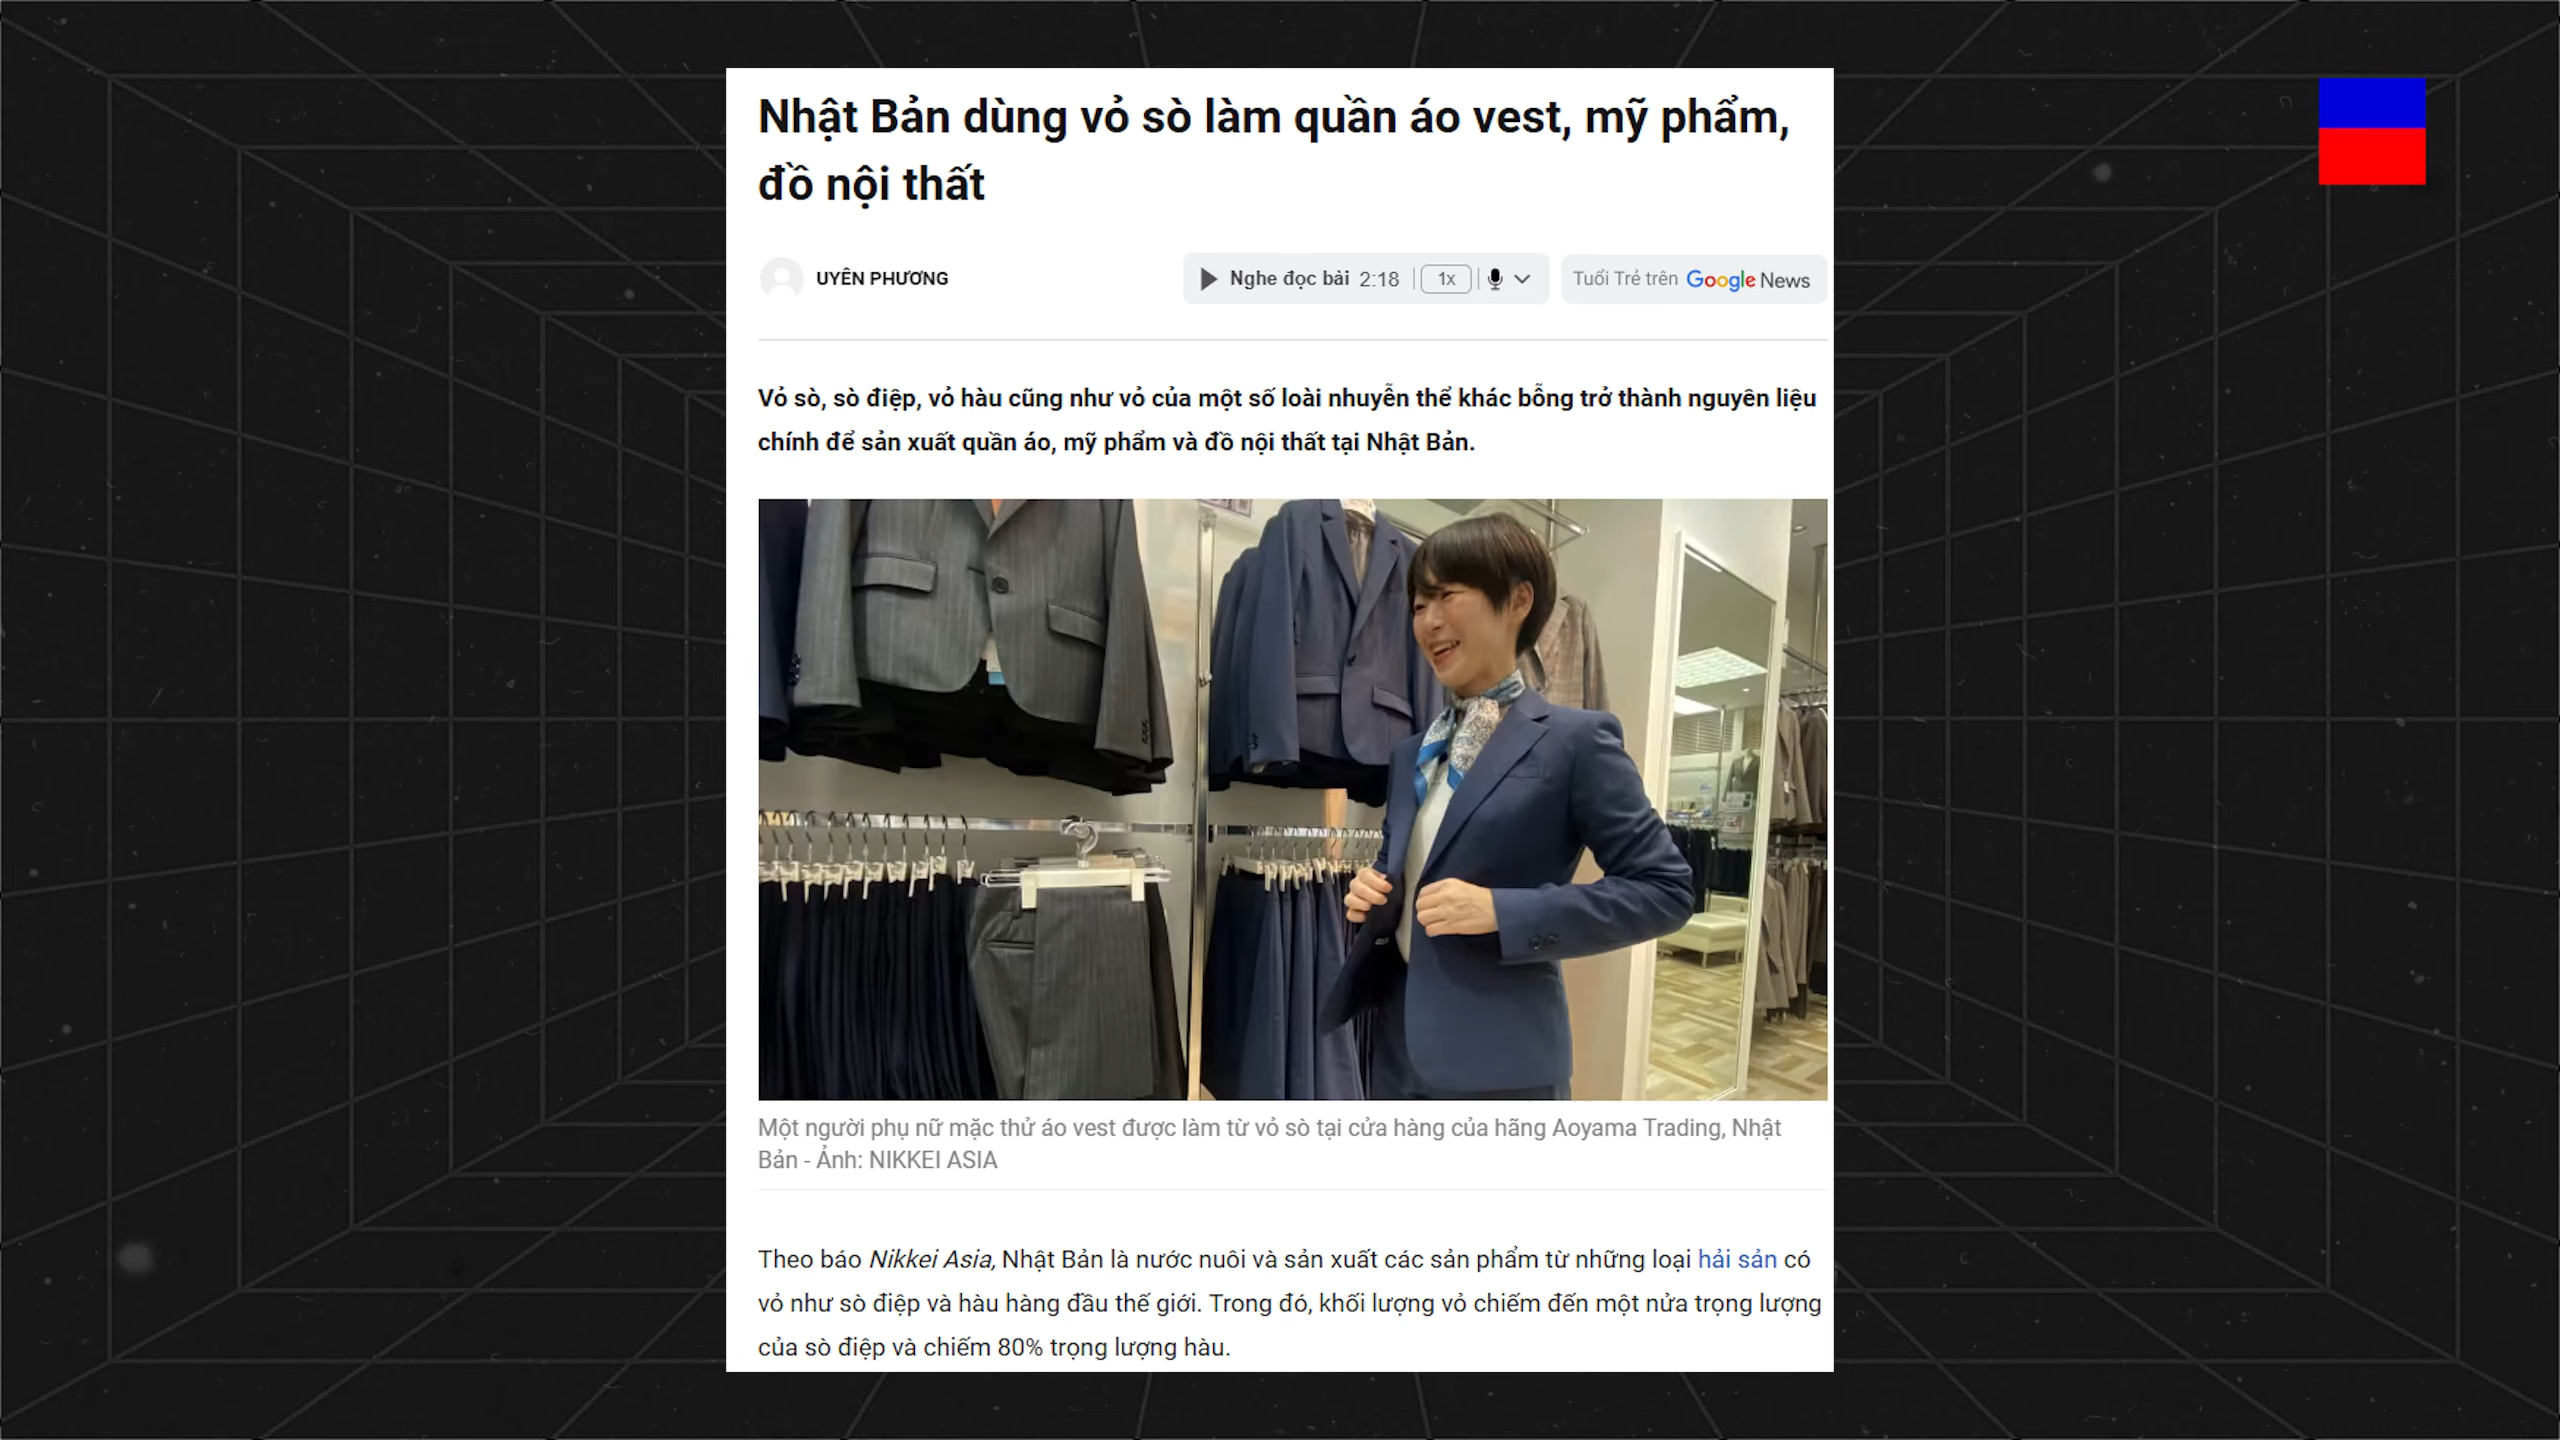 Nhật Bản dùng vỏ sò làm quần áo vest, mỹ phẩm,
đồ nội thất
UYÊN PHƯƠNG
Nghe đọc bài 2:18 1x
Tuổi Trẻ trên Google News
Vỏ sò, sò điệp, vỏ hàu cũng như vỏ của một số loài nhuyễn thể khác bỗng trở thành nguyên liệu
chính để sản xuất quần áo, mỹ phẩm và đồ nội thất tại Nhật Bản.
Một người phụ nữ mặc thử áo vest được làm từ vỏ sò tại cửa hàng của hãng Aoyama Trading, Nhật
Bản - Ảnh: NIKKEI ASIA
Theo báo Nikkei Asia, Nhật Bản là nước nuôi và sản xuất các sản phẩm từ những loại hải sản có
vỏ như sò điệp và hàu hàng đầu thế giới. Trong đó, khối lượng vỏ chiếm đến một nửa trọng lượng
của sò điệp và chiếm 80% trọng lượng hàu.